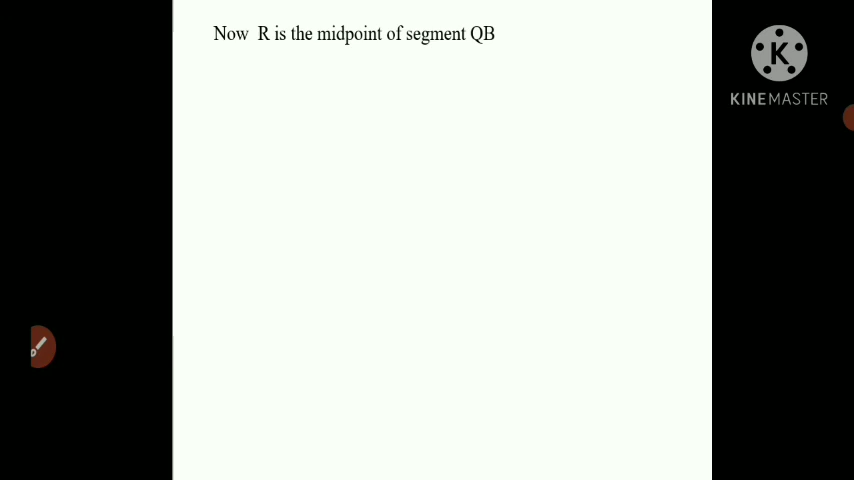 Now R is the midpoint of segment QB
K
KINEMASTER